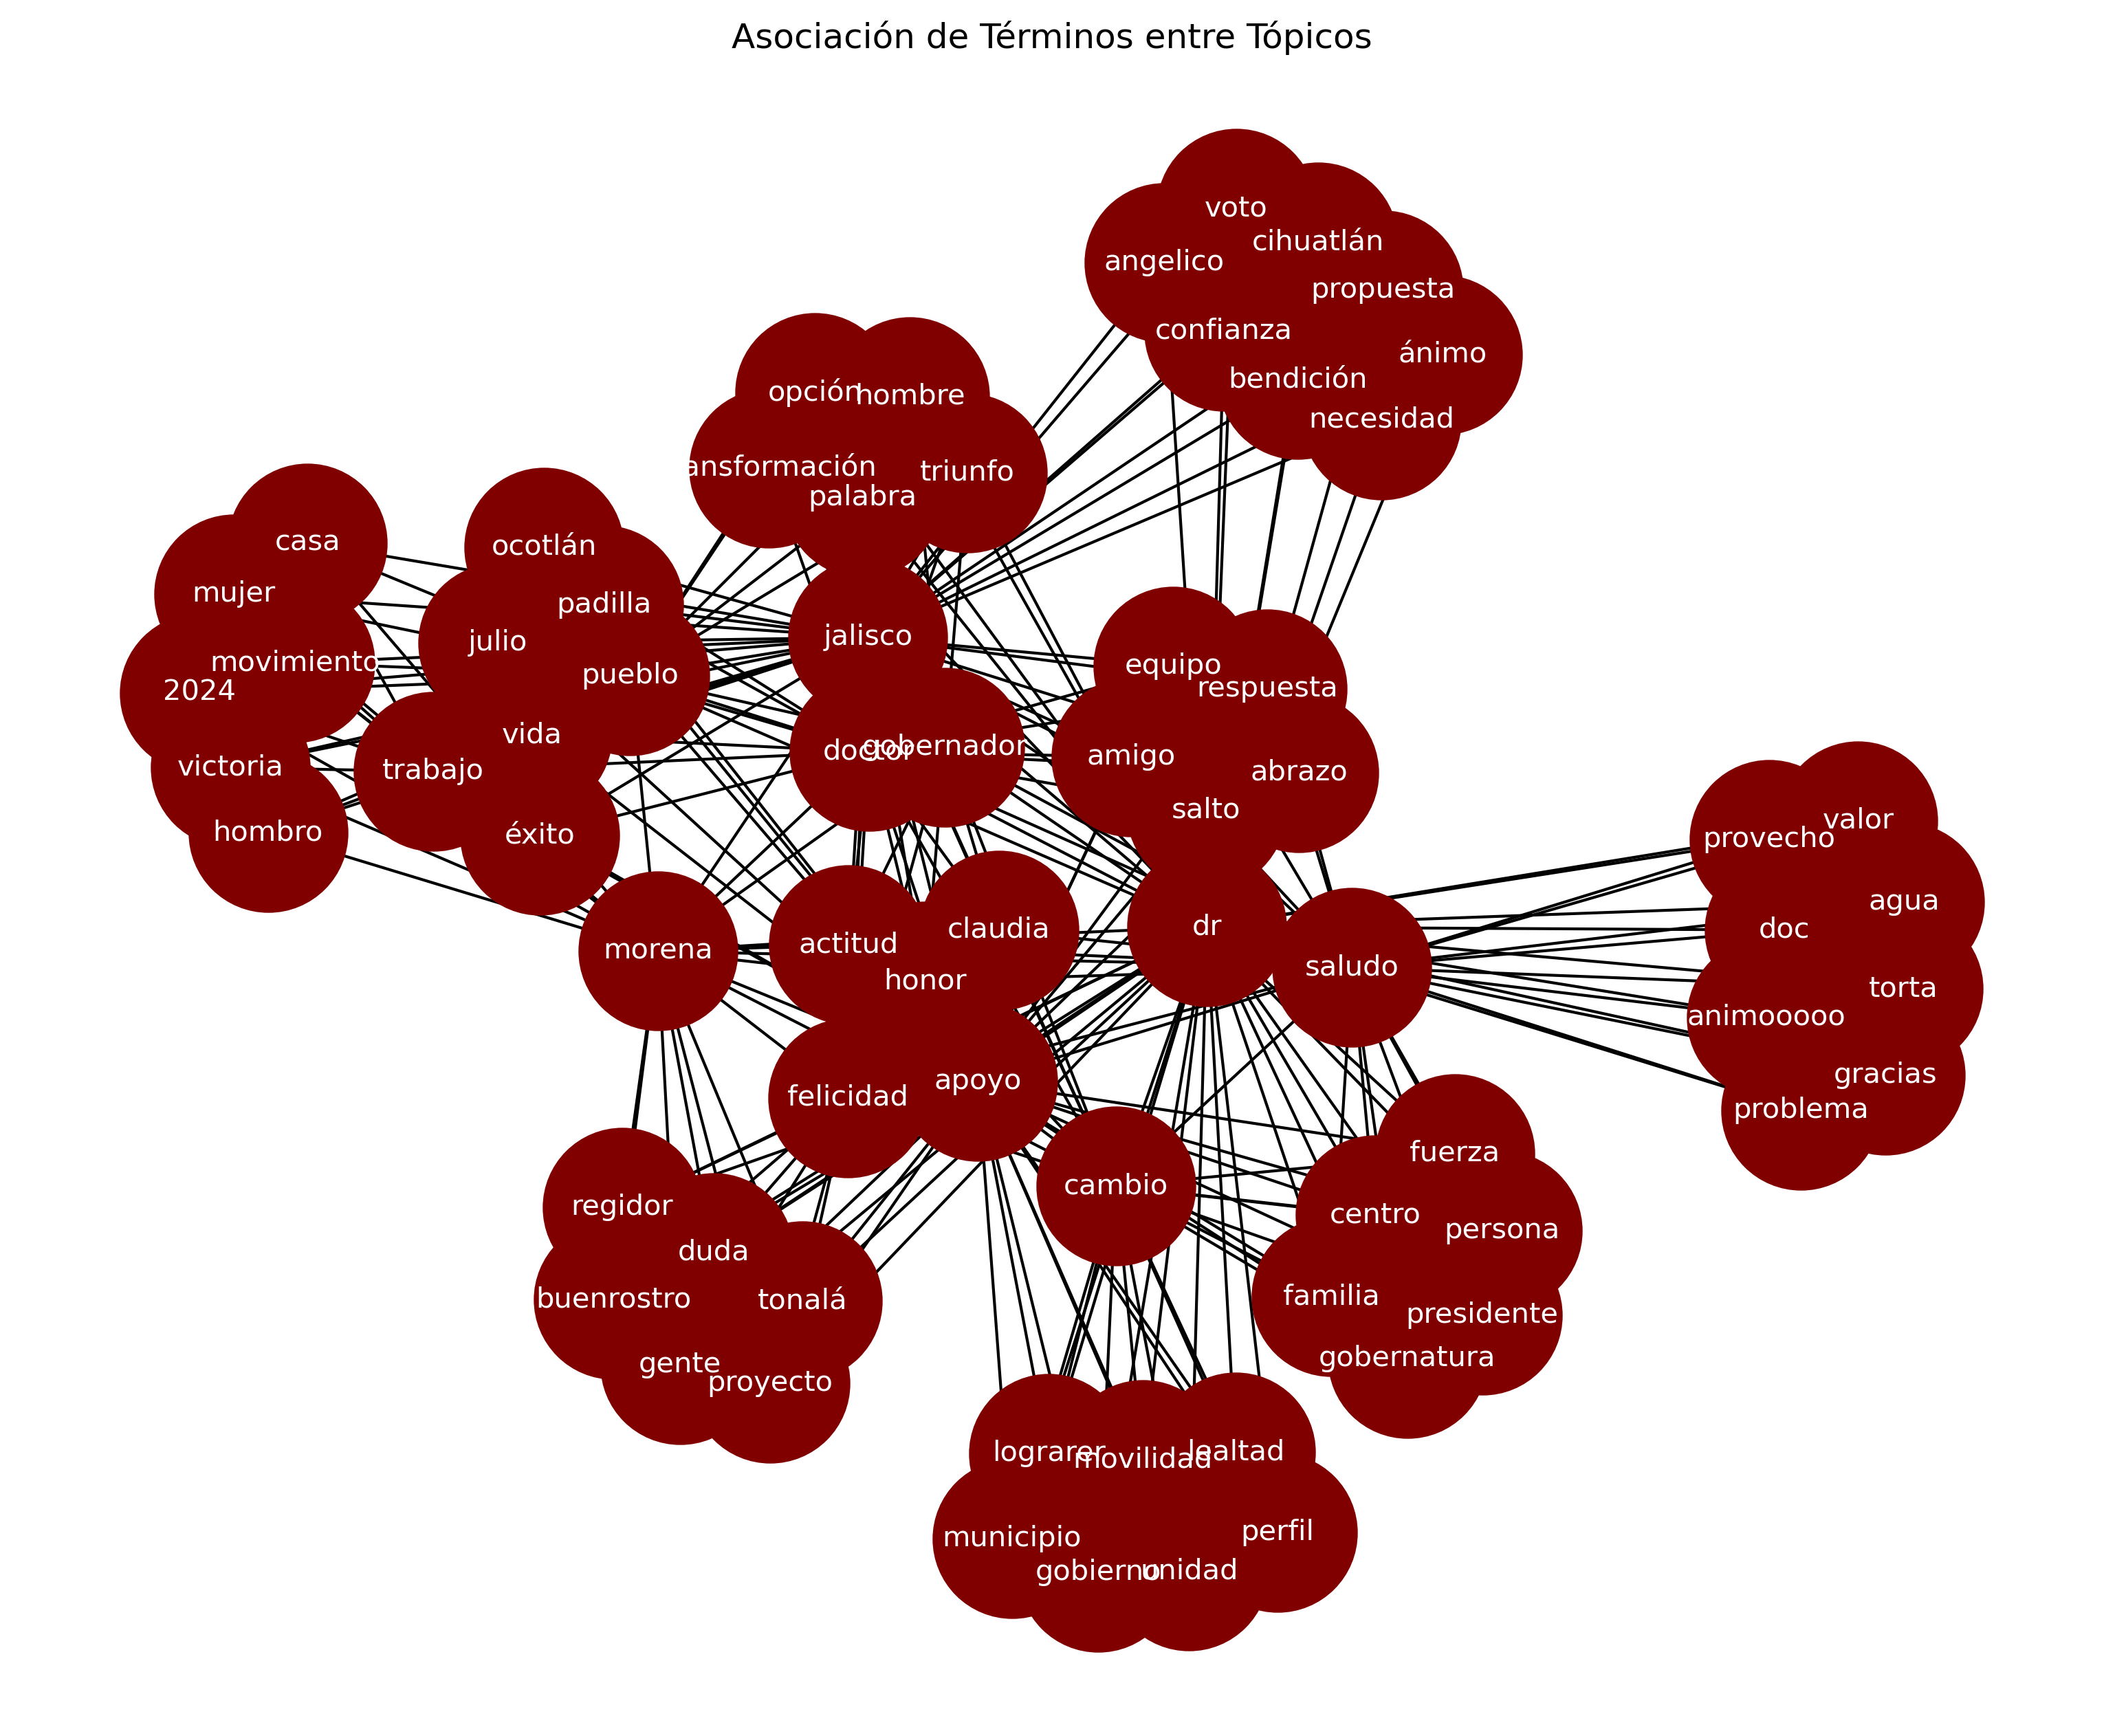 Asociación de Términos entre Tópicos
voto
cihuatlán
angelico
propuesta
confianza
ánimo
bendición
necesidad
opción
hombre
ansformación
triunfo
palabra
casa
mujer
movimiento
2024
victoria
hombro
ocotlán
padilla
julio
pueblo
vida
trabajo
éxito
jalisco
doctor
gobernador
equipo
respuesta
amigo
abrazo
salto
provecho
valor
agua
doc
torta
animooooo
gracias
problema
morena
actitud
claudia
honor
dr
saludo
felicidad
apoyo
cambio
fuerza
centro
persona
familia
presidente
gobernatura
regidor
duda
buenrostro
tonalá
gente
proyecto
lograrer
movilidad
lealtad
municipio
perfil
gobierno
unidad